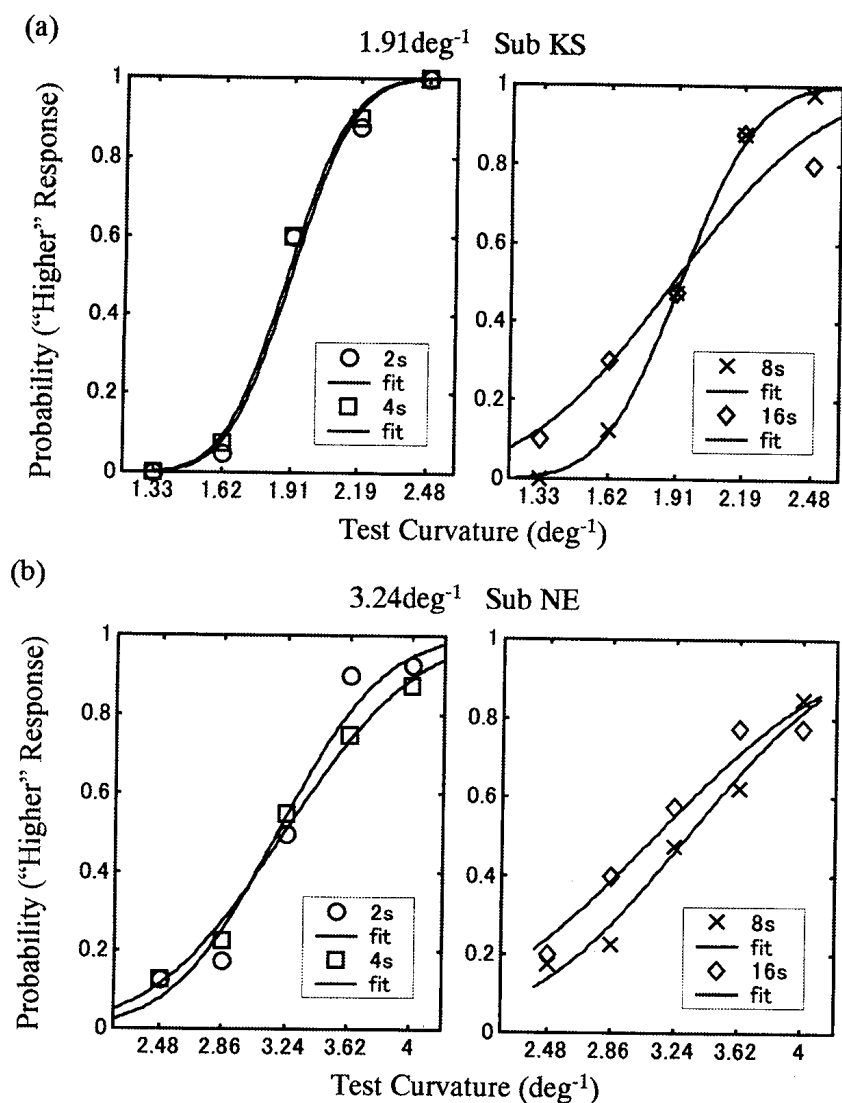 (a)
1.91deg-1 Sub KS
Probability ("Higher" Response)
1
0.8
0.6
0.4
0.2
0
2s
fit
4s
fit
1.33 1.62 1.91 2.19 2.48
1
0.8
0.6
0.4
0.2
0
8s
fit
16s
fit
1.33 1.62 1.91 2.19 2.48
Test Curvature (deg-1)
(b)
3.24deg-1 Sub NE
Probability ("Higher" Response)
1
0.8
0.6
0.4
0.2
0
2s
fit
4s
fit
2.48 2.86 3.24 3.62 4
Test Curvature (deg-1)
1
0.8
0.6
0.4
0.2
0
8s
fit
16s
fit
2.48 2.86 3.24 3.62 4
Test Curvature (deg-1)